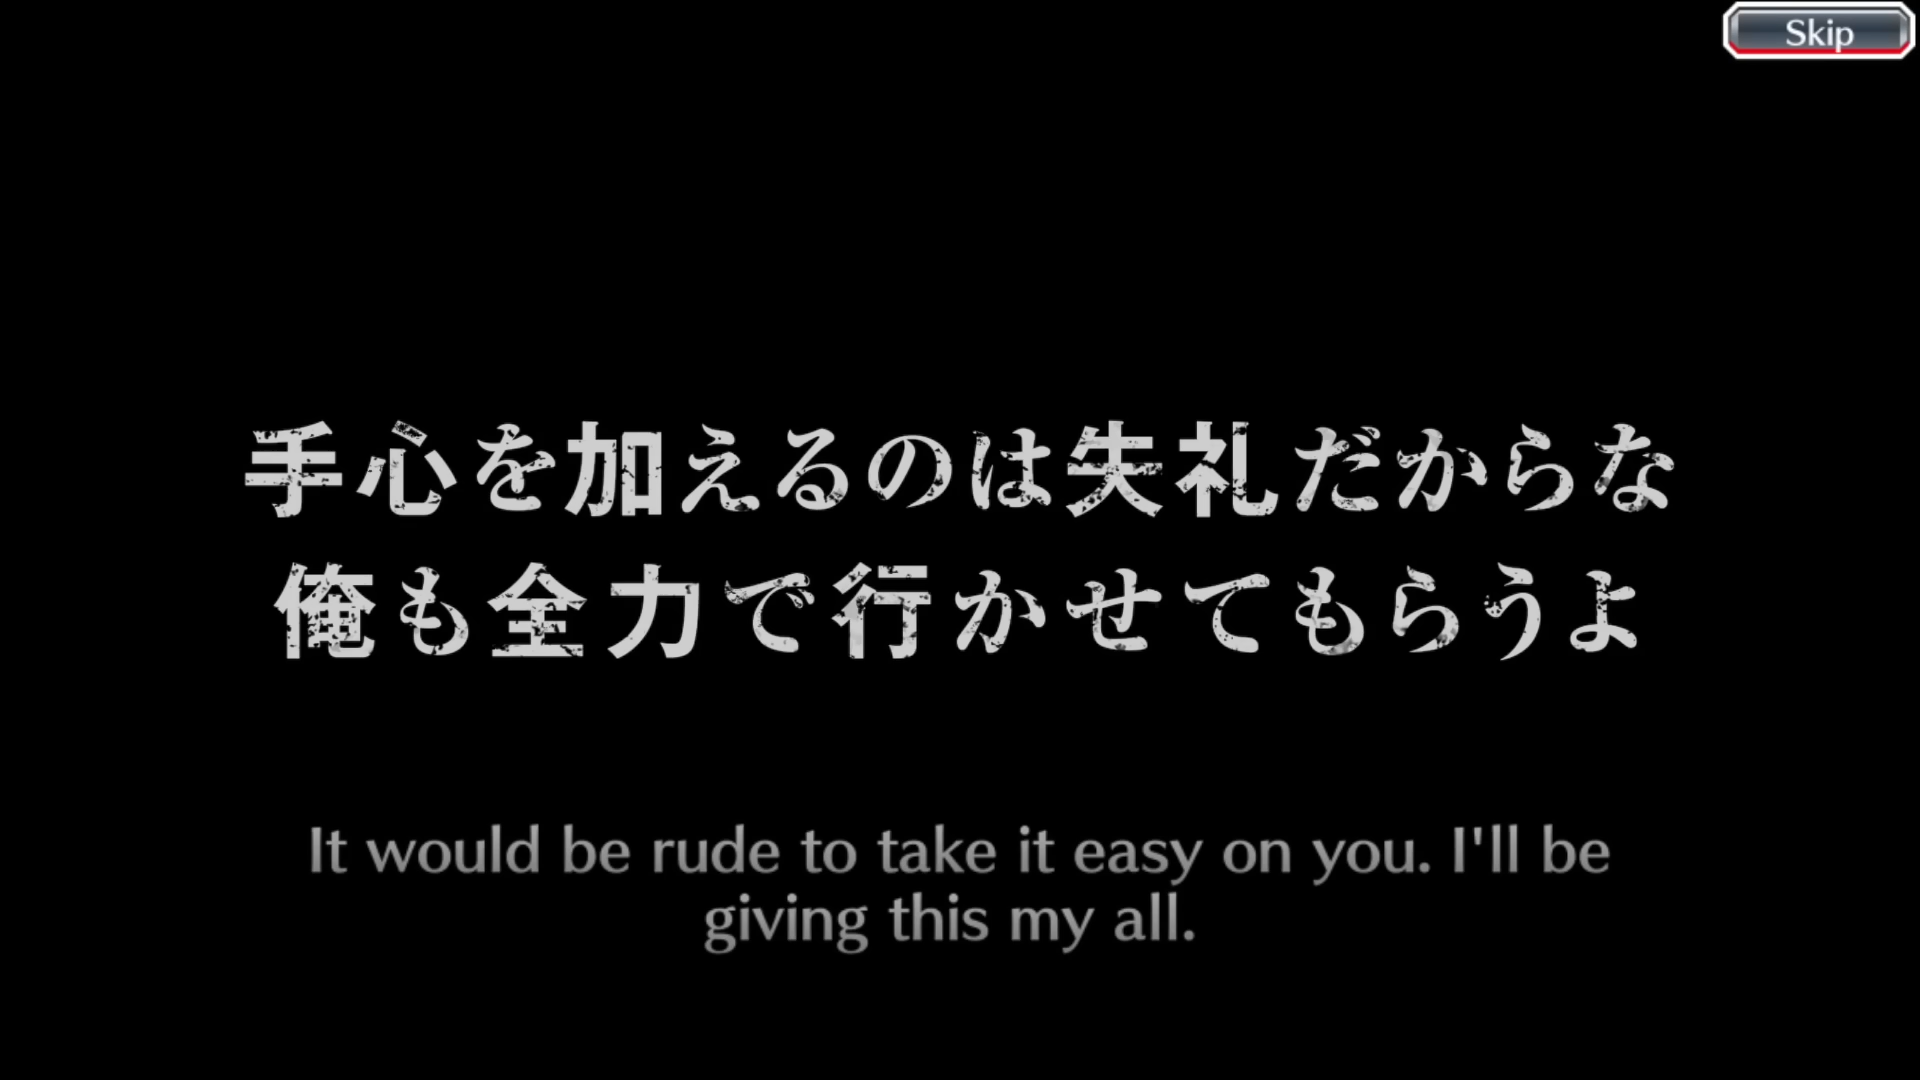 Skip
手心を加えるのは失礼だからな
俺も全力で行かせてもらうよ
It would be rude to take it easy on you. I'll be
giving this my all.